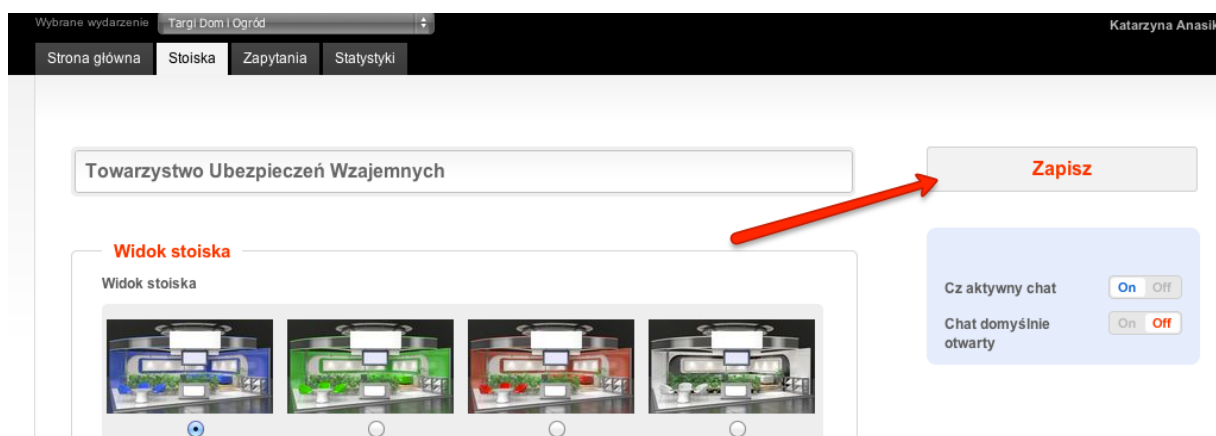 Wybrane wydarzenie Targi Dom i Ogród Katarzyna Anasik
Strona główna Stoiska Zapytania Statystyki
Towarzystwo Ubezpieczeń Wzajemnych
Zapisz
Widok stoiska
Widok stoiska
Cz aktywny chat On Off
Chat domyślnie otwarty On Off